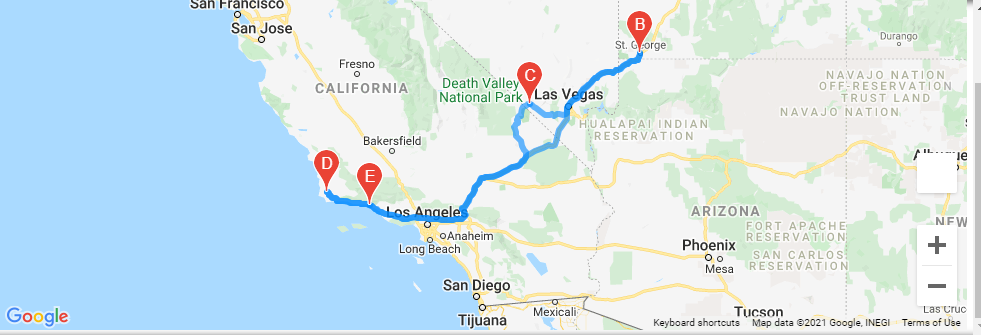 San Francisco
San Jose
B
St. George
Durango
Fresno
CALIFORNIA
Death Valley
National Park
C
Las Vegas
NAVAJO NATION
OFF-RESERVATION
TRUST LAND
NAVAJO NATION
HUALAPAI INDIAN
RESERVATION
Bakersfield
D
E
Los Angeles
Anaheim
Long Beach
ARIZONA
FORT APACHE
RESERVATION
SAN CARLOS
RESERVATION
Phoenix
Mesa
NEW
San Diego
Tijuana
Mexicali
Tucson
Las Cruc
+
−
Google
Keyboard shortcuts
Map data ©2021 Google, INEGI
Terms of Use